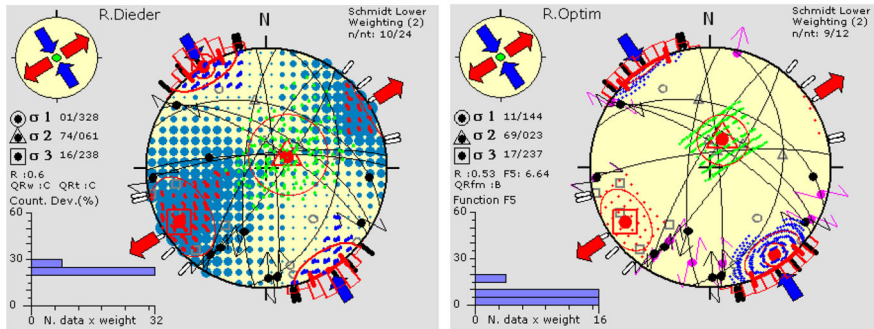 R.Dieder
N
Schmidt Lower
Weighting (2)
n/nt: 10/24
σ 1 01/328
σ 2 74/061
σ 3 16/238
R :0.6
QRw :C QRt :C
Count. Dev.(%)
60
30
0
0 N. data x weight 32
R.Optim
N
Schmidt Lower
Weighting (2)
n/nt: 9/12
σ 1 11/144
σ 2 69/023
σ 3 17/237
R :0.53 F5: 6.64
QRfm :B
Function F5
60
30
0
0 N. data x weight 16